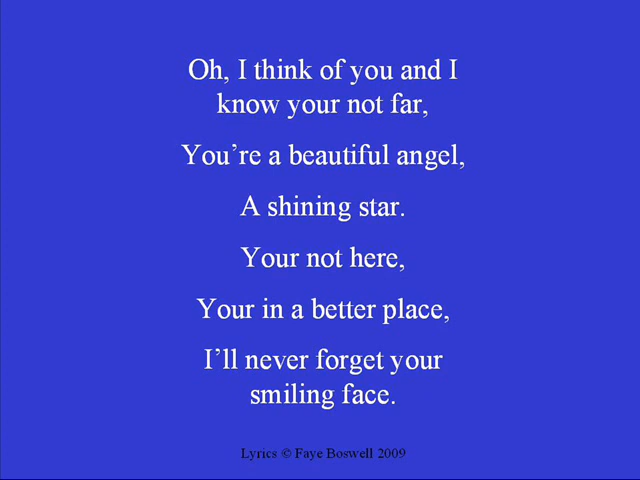 Oh, I think of you and I
know your not far,
You’re a beautiful angel,
A shining star.
Your not here,
Your in a better place,
I’ll never forget your
smiling face.
Lyrics © Faye Boswell 2009